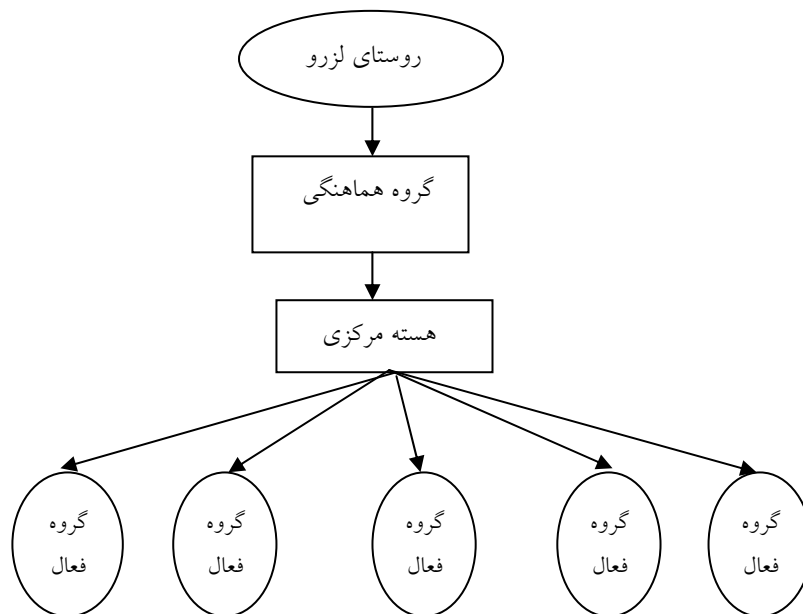 روستای لزرو
گروه هماهنگی
هسته مرکزی
گروه
فعال
گروه
فعال
گروه
فعال
گروه
فعال
گروه
فعال